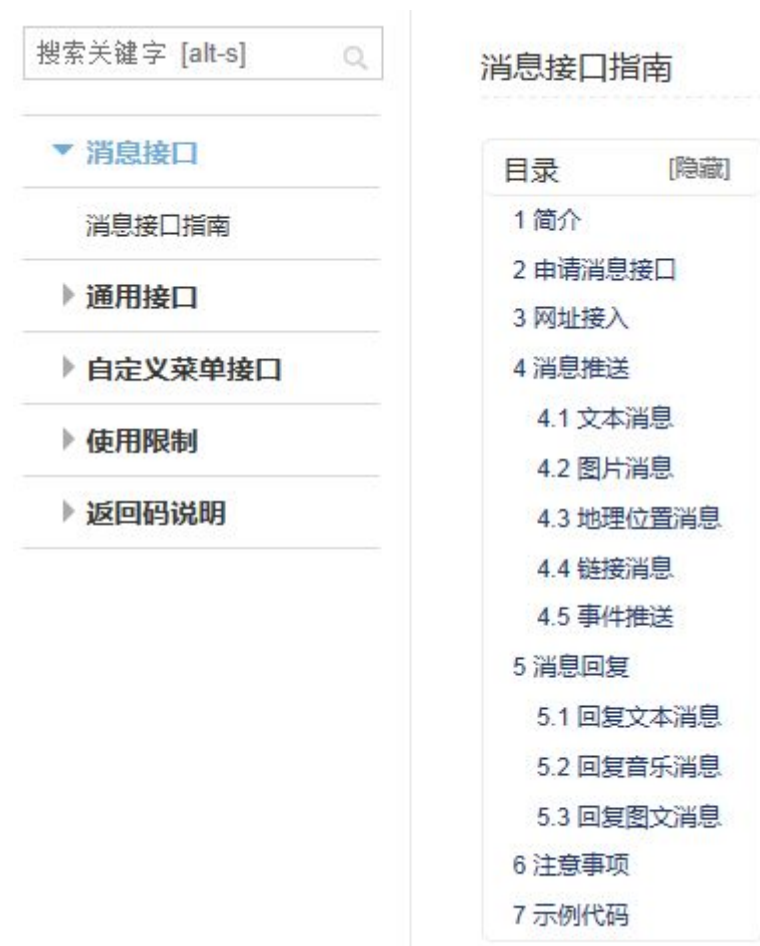 搜索关键字 [alt-s]
消息接口
消息接口指南
通用接口
自定义菜单接口
使用限制
返回码说明
消息接口指南
目录 [隐藏]
1 简介
2 申请消息接口
3 网址接入
4 消息推送
4.1 文本消息
4.2 图片消息
4.3 地理位置消息
4.4 链接消息
4.5 事件推送
5 消息回复
5.1 回复文本消息
5.2 回复音乐消息
5.3 回复图文消息
6 注意事项
7 示例代码